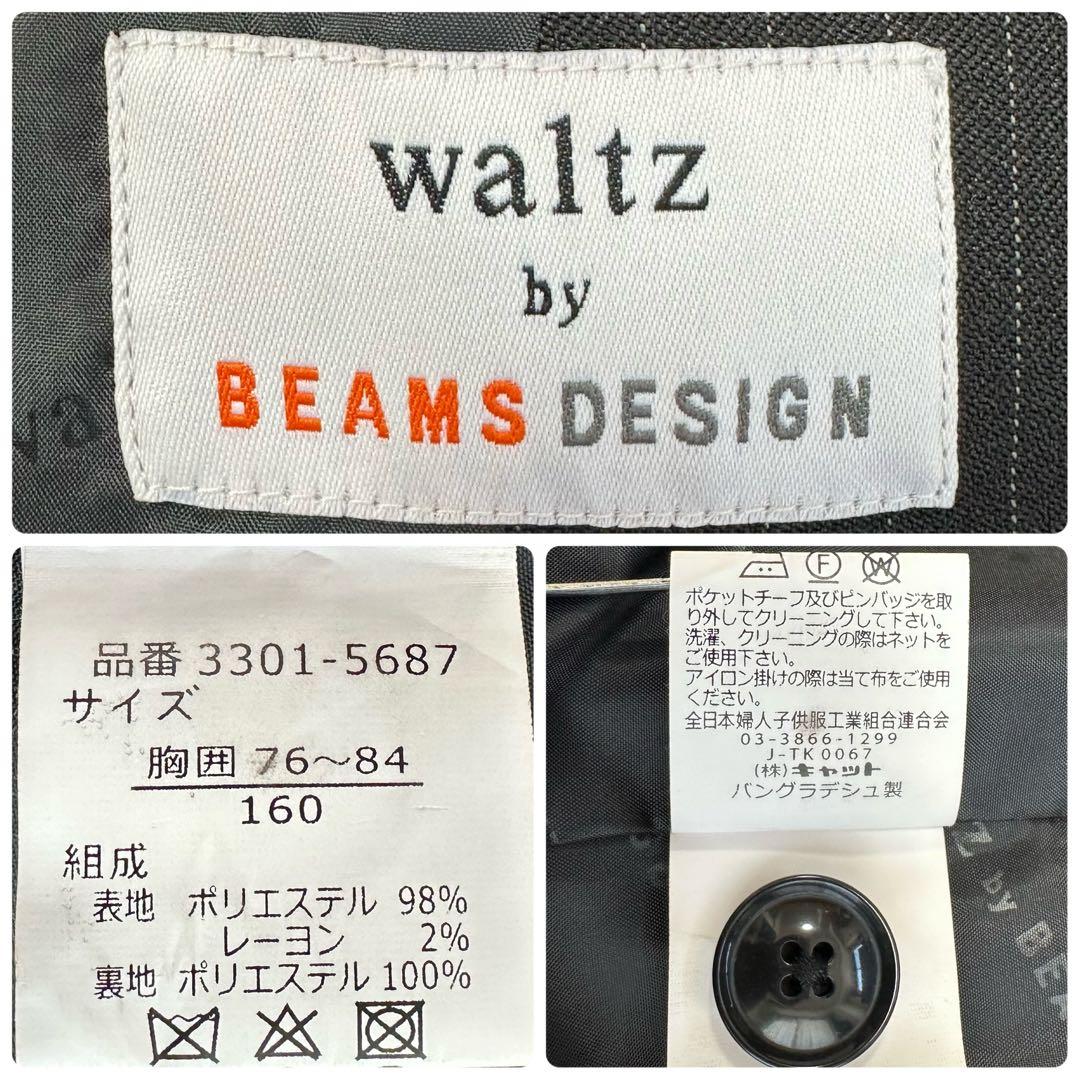 waltz
by
BEAMS DESIGN
品番 3301-5687
サイズ
胸囲 76～84
160
組成
表地 ポリエステル 98%
レーヨン 2%
裏地 ポリエステル 100%
F W
ポケットチーフ及びピンバッジを取
り外してクリーニングして下さい。
洗濯、クリーニングの際はネットを
ご使用下さい。
アイロン掛けの際は当て布をご使用
ください。
全日本婦人子供服工業組合連合会
03-3866-1299
J-TK0067
(株)キャット
バングラデシュ製
Z by BEA